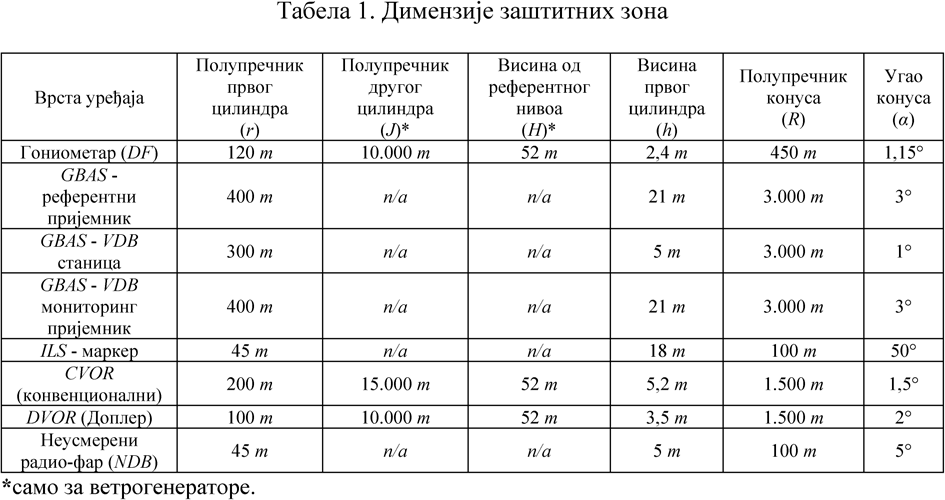 Табела 1. Димензије заштитних зона
Врста уређаја
Полупречник
првог
цилиндра
(r)
Полупречник
другог
цилиндра
(J)*
Висина од
референтног
нивоа
(H)*
Висина
првог
цилиндра
(h)
Полупречник
конуса
(R)
Угао
конуса
(α)
Гониометар (DF) 120 m 10.000 m 52 m 2,4 m 450 m 1,15°
GBAS -
референтни
пријемник
400 m n/a n/a 21 m 3.000 m 3°
GBAS - VDB
станица
300 m n/a n/a 5 m 3.000 m 1°
GBAS - VDB
мониторинг
пријемник
400 m n/a n/a 21 m 3.000 m 3°
ILS - маркер 45 m n/a n/a 18 m 100 m 50°
CVOR
(конвенционални)
200 m 15.000 m 52 m 5,2 m 1.500 m 1,5°
DVOR (Доплер) 100 m 10.000 m 52 m 3,5 m 1.500 m 2°
Неусмерени
радио-фар (NDB)
45 m n/a n/a 5 m 100 m 5°
*само за ветрогенераторе.